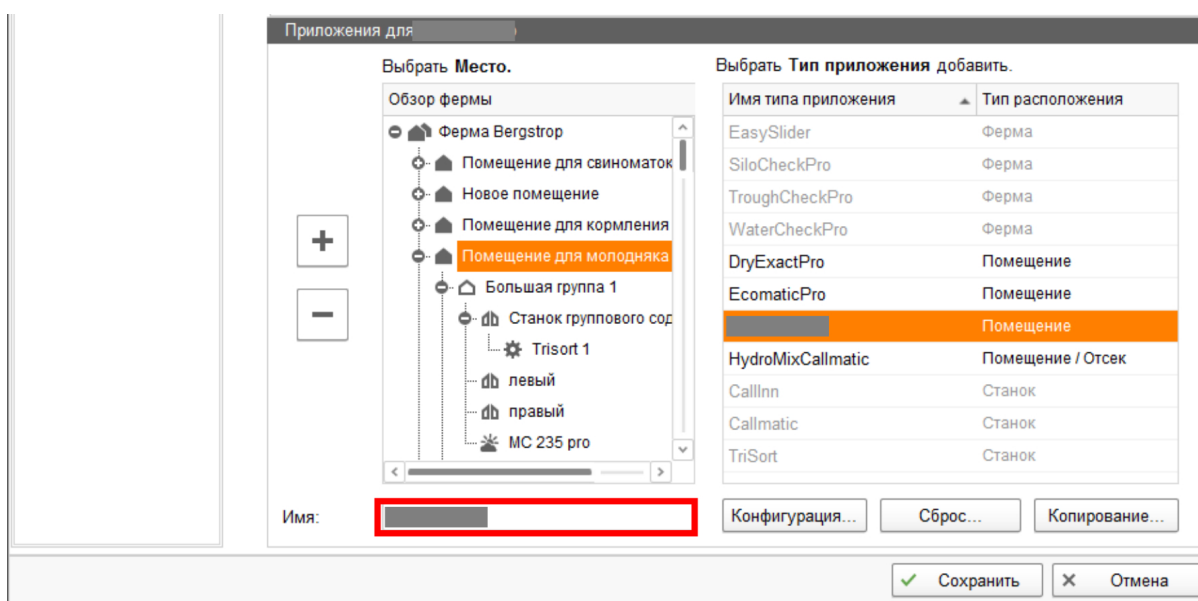 Приложения для
Выбрать Место.
Обзор фермы
Ферма Bergstrop
Помещение для свиноматок
Новое помещение
Помещение для кормления
Помещение для молодняка
Большая группа 1
Станок группового сод
Trisort 1
левый
правый
MC 235 pro
Имя:
Выбрать Тип приложения добавить.
Имя типа приложения Тип расположения
EasySlider Ферма
SiloCheckPro Ферма
TroughCheckPro Ферма
WaterCheckPro Ферма
DryExactPro Помещение
EcomaticPro Помещение
Помещение
HydroMixCallmatic Помещение / Отсек
CallInn Станок
Callmatic Станок
TriSort Станок
Конфигурация... Сброс... Копирование...
Сохранить Отмена